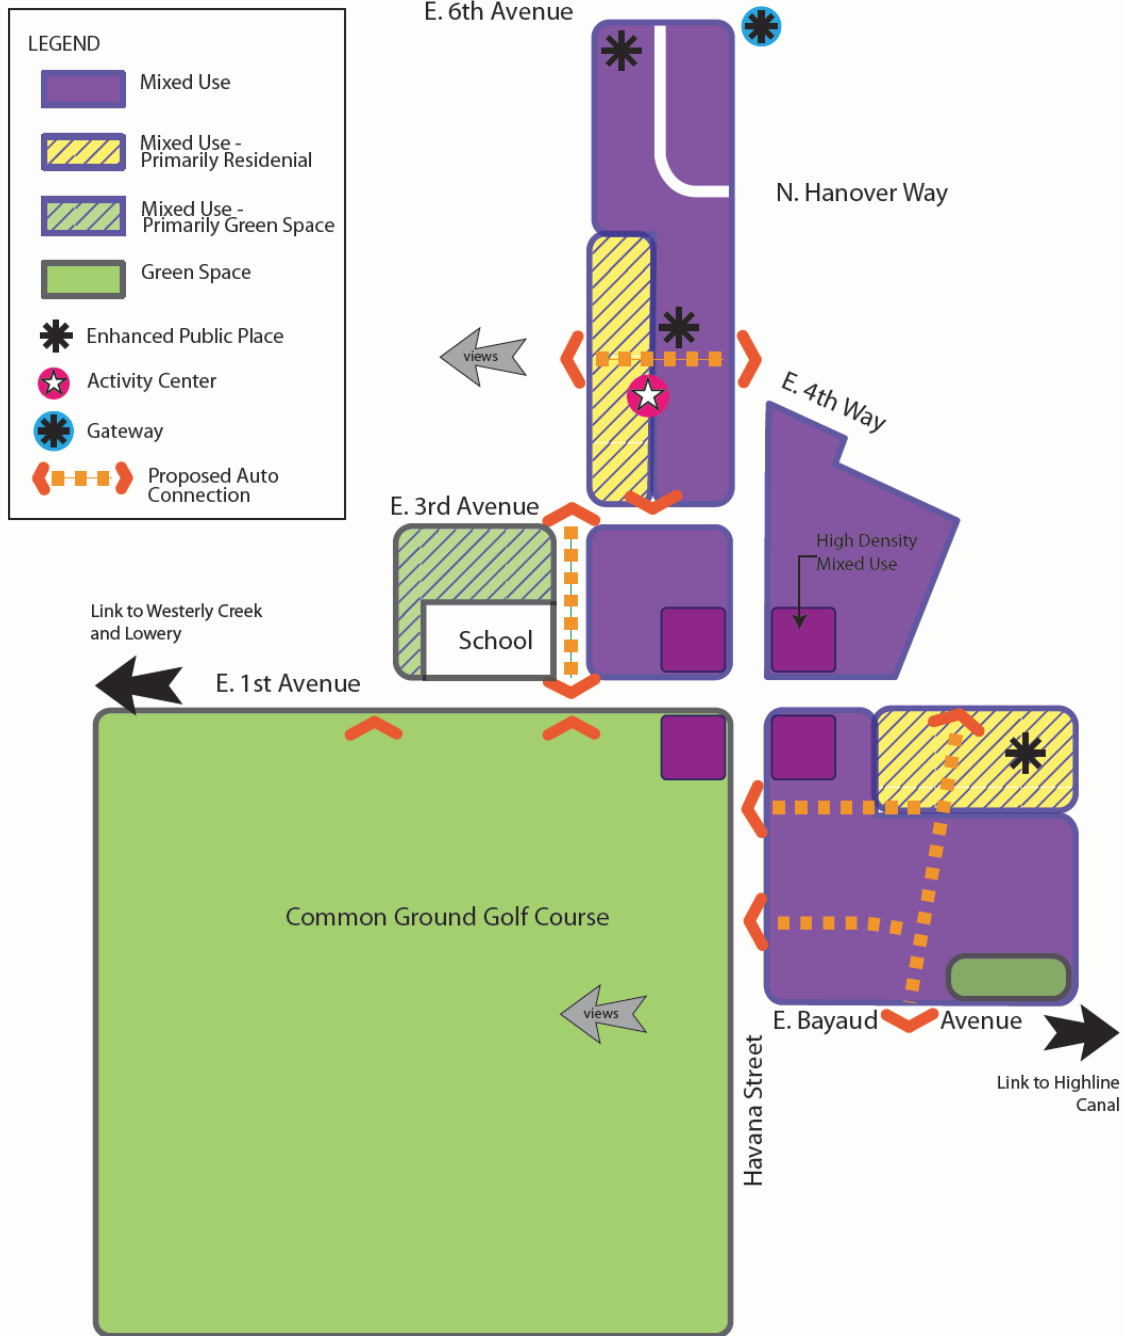 E. 6th Avenue
LEGEND
Mixed Use
Mixed Use -
Primarily Residenial
Mixed Use -
Primarily Green Space
Green Space
Enhanced Public Place
Activity Center
Gateway
Proposed Auto
Connection
N. Hanover Way
views
E. 4th Way
E. 3rd Avenue
High Density
Mixed Use
Link to Westerly Creek
and Lowery
School
E. 1st Avenue
Common Ground Golf Course
views
E. Bayaud Avenue
Havana Street
Link to Highline
Canal